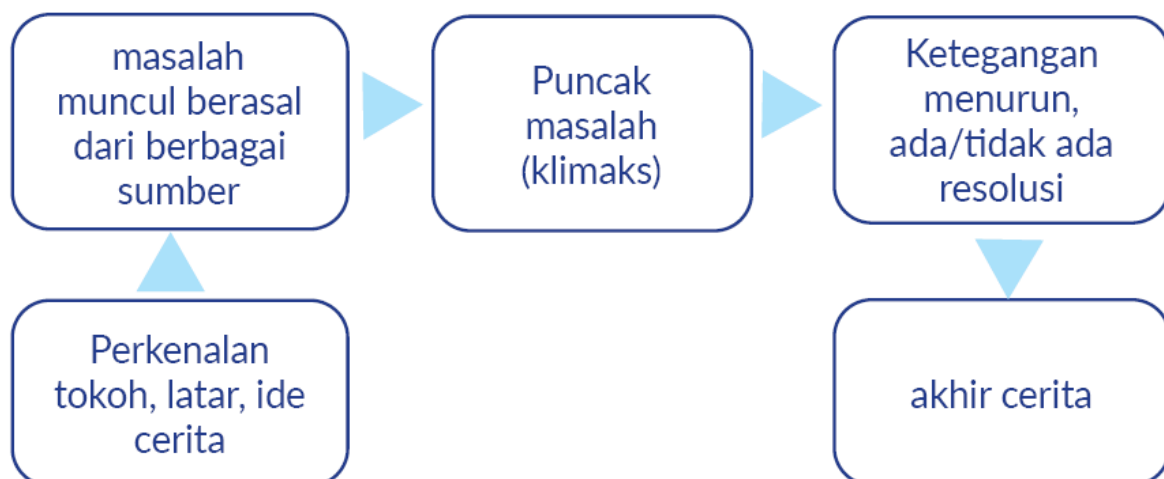 masalah
muncul berasal
dari berbagai
sumber
Puncak
masalah
(klimaks)
Ketegangan
menurun,
ada/tidak ada
resolusi
Perkenalan
tokoh, latar, ide
cerita
akhir cerita